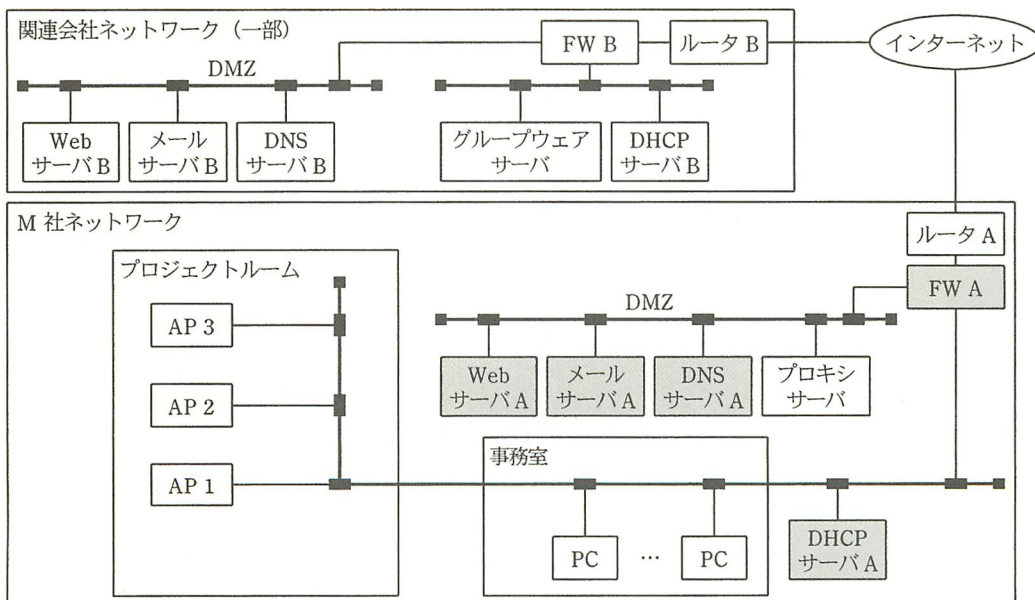 関連会社ネットワーク（一部）
FW B
ルータ B
インターネット
DMZ
Web
サーバ B
メール
サーバ B
DNS
サーバ B
グループウェア
サーバ
DHCP
サーバ B
M 社ネットワーク
ルータ A
プロジェクトルーム
FW A
DMZ
AP 3
Web
サーバ A
メール
サーバ A
DNS
サーバ A
プロキシ
サーバ
AP 2
事務室
AP 1
PC
…
PC
DHCP
サーバ A